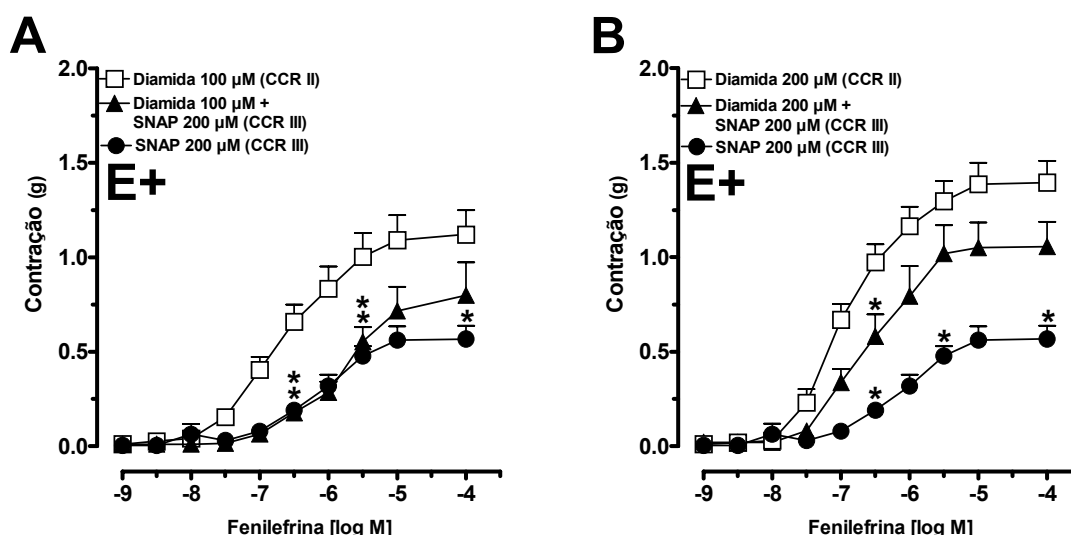 A
2.0
Diamida 100 µM (CCR II)
Diamida 100 µM +
SNAP 200 µM (CCR III)
SNAP 200 µM (CCR III)
1.5
E+
Contração (g)
1.0
*
*
*
0.5
*
*
0.0
-9 -8 -7 -6 -5 -4
Fenilefrina [log M]
B
2.0
Diamida 200 µM (CCR II)
Diamida 200 µM +
SNAP 200 µM (CCR III)
SNAP 200 µM (CCR III)
1.5
E+
Contração (g)
1.0
*
*
*
0.5
*
0.0
-9 -8 -7 -6 -5 -4
Fenilefrina [log M]